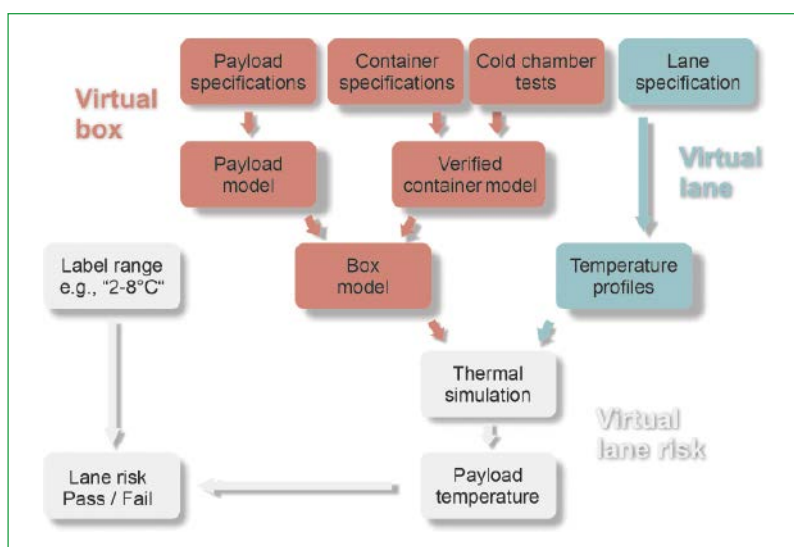 Payload
specifications
Container
specifications
Cold chamber
tests
Lane
specification
Virtual
box
Payload
model
Verified
container model
Virtual
lane
Label range
e.g., "2-8°C"
Box
model
Temperature
profiles
Thermal
simulation
Virtual
lane risk
Lane risk
Pass / Fail
Payload
temperature